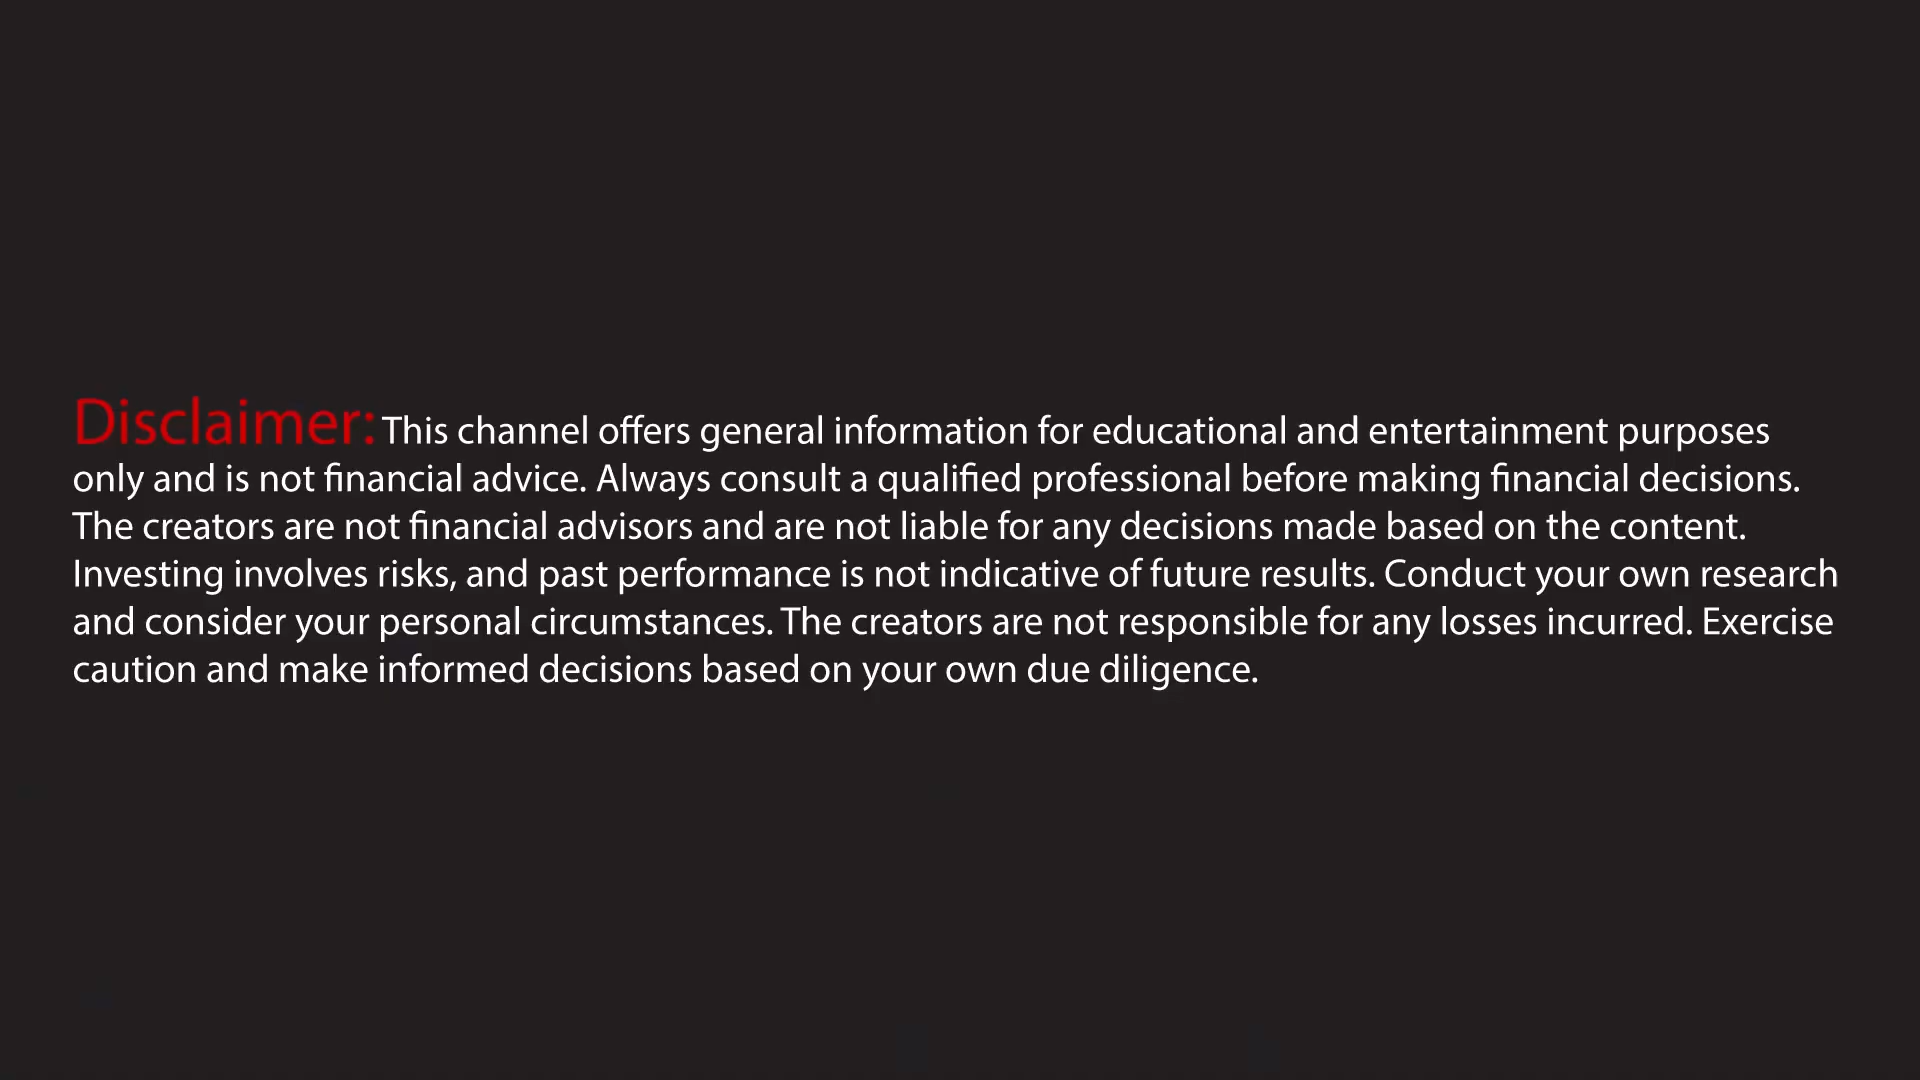 Disclaimer: This channel offers general information for educational and entertainment purposes
only and is not financial advice. Always consult a qualified professional before making financial decisions.
The creators are not financial advisors and are not liable for any decisions made based on the content.
Investing involves risks, and past performance is not indicative of future results. Conduct your own research
and consider your personal circumstances. The creators are not responsible for any losses incurred. Exercise
caution and make informed decisions based on your own due diligence.